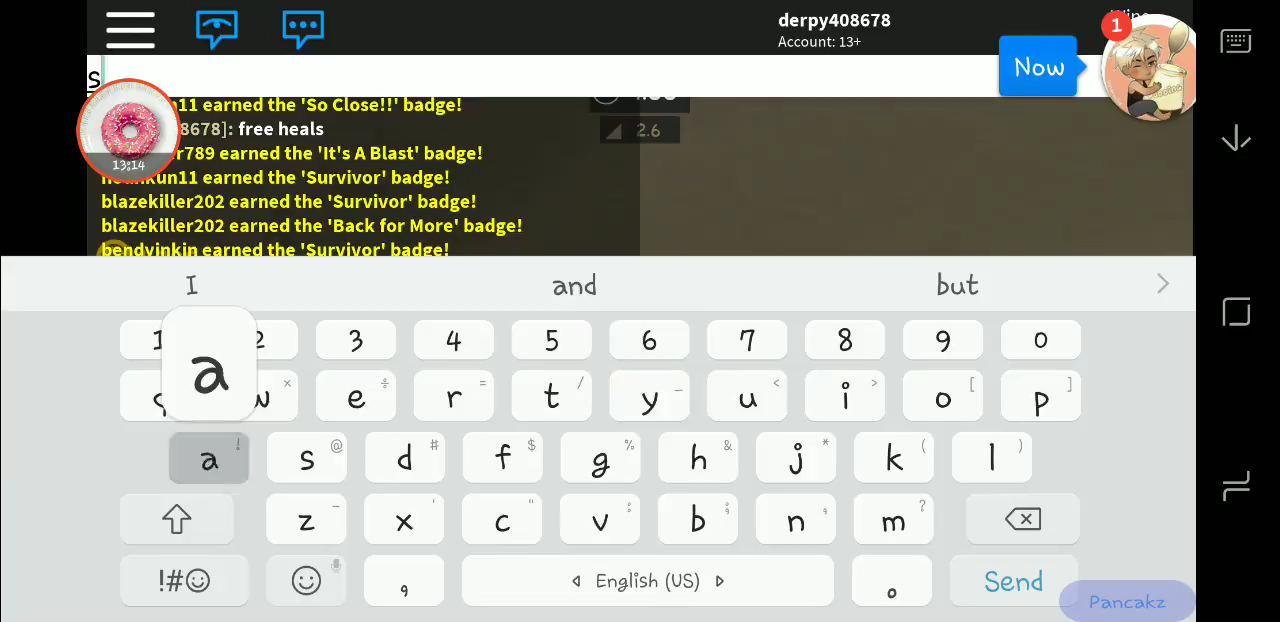 derpy408678
Account: 13+
1
Now
s
earned the 'So Close!!' badge!
8678]: free heals
r789 earned the 'It's A Blast' badge!
13:14
earned the 'Survivor' badge!
blazekiller202 earned the 'Survivor' badge!
blazekiller202 earned the 'Back for More' badge!
bendyinkin earned the 'Survivor' badge!
2.6
I and but
1 2 3 4 5 6 7 8 9 0
a
w × e ÷ r = t / y _ u < i > o [ p ]
a ! s @ d # f $ g % h & j * k ( l )
z - x ' c " v : b ; n , m ?
!#☺ , English (US) . Send
Pancakz